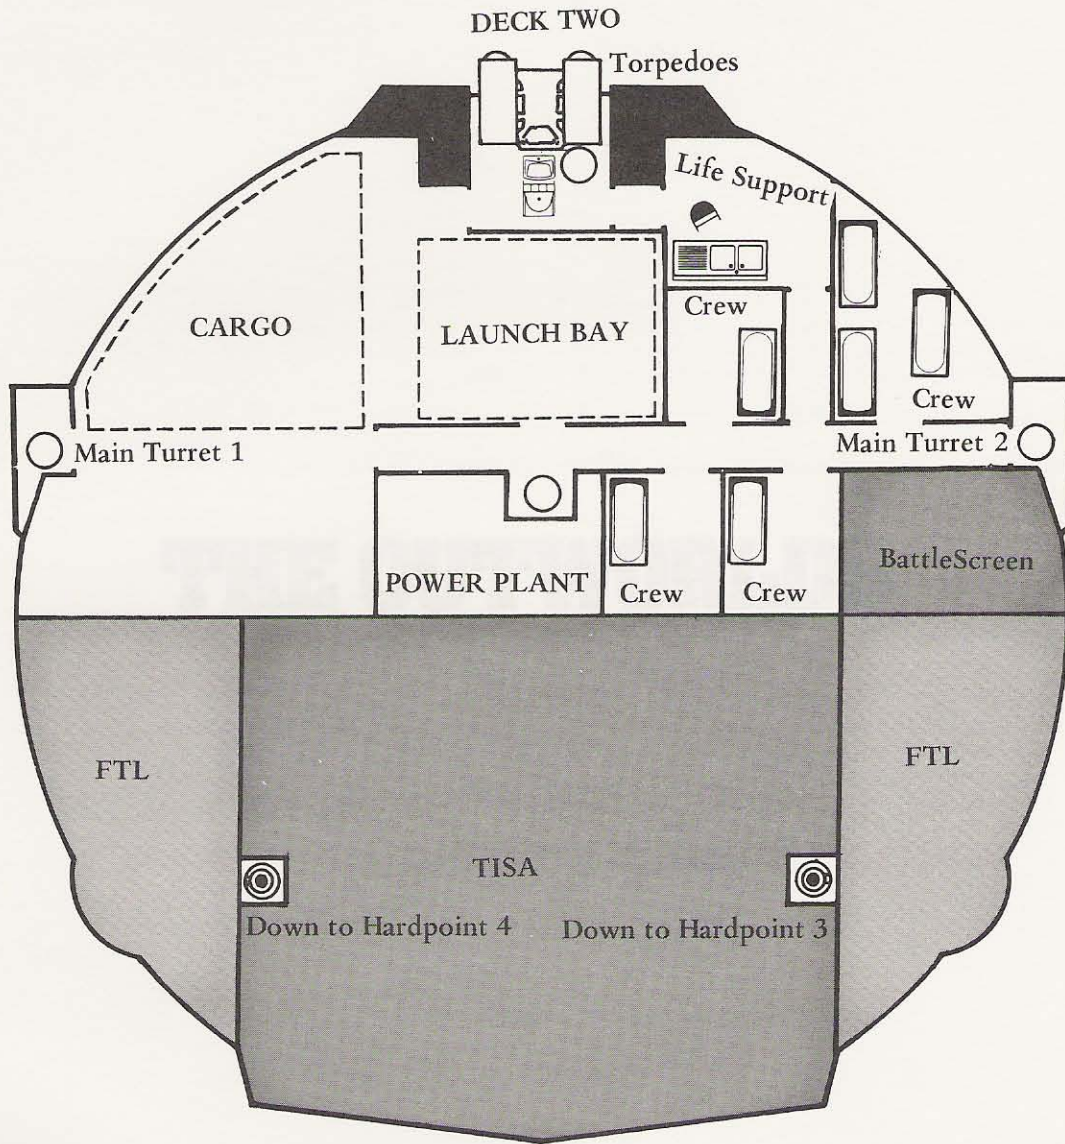 DECK TWO
Torpedoes
Life Support
CARGO
LAUNCH BAY
Crew
Crew
Main Turret 1
Main Turret 2
BattleScreen
POWER PLANT
Crew
Crew
FTL
FTL
TISA
Down to Hardpoint 4
Down to Hardpoint 3